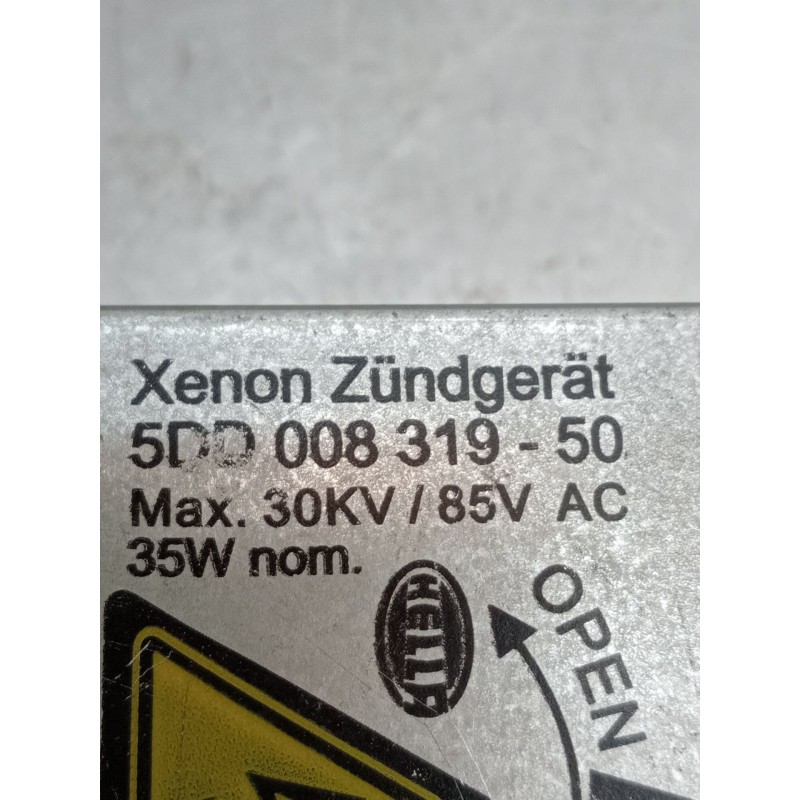 Xenon Zündgerät
5DD 008 319 - 50
Max. 30KV / 85V AC
35W nom.
HELLA
OPEN